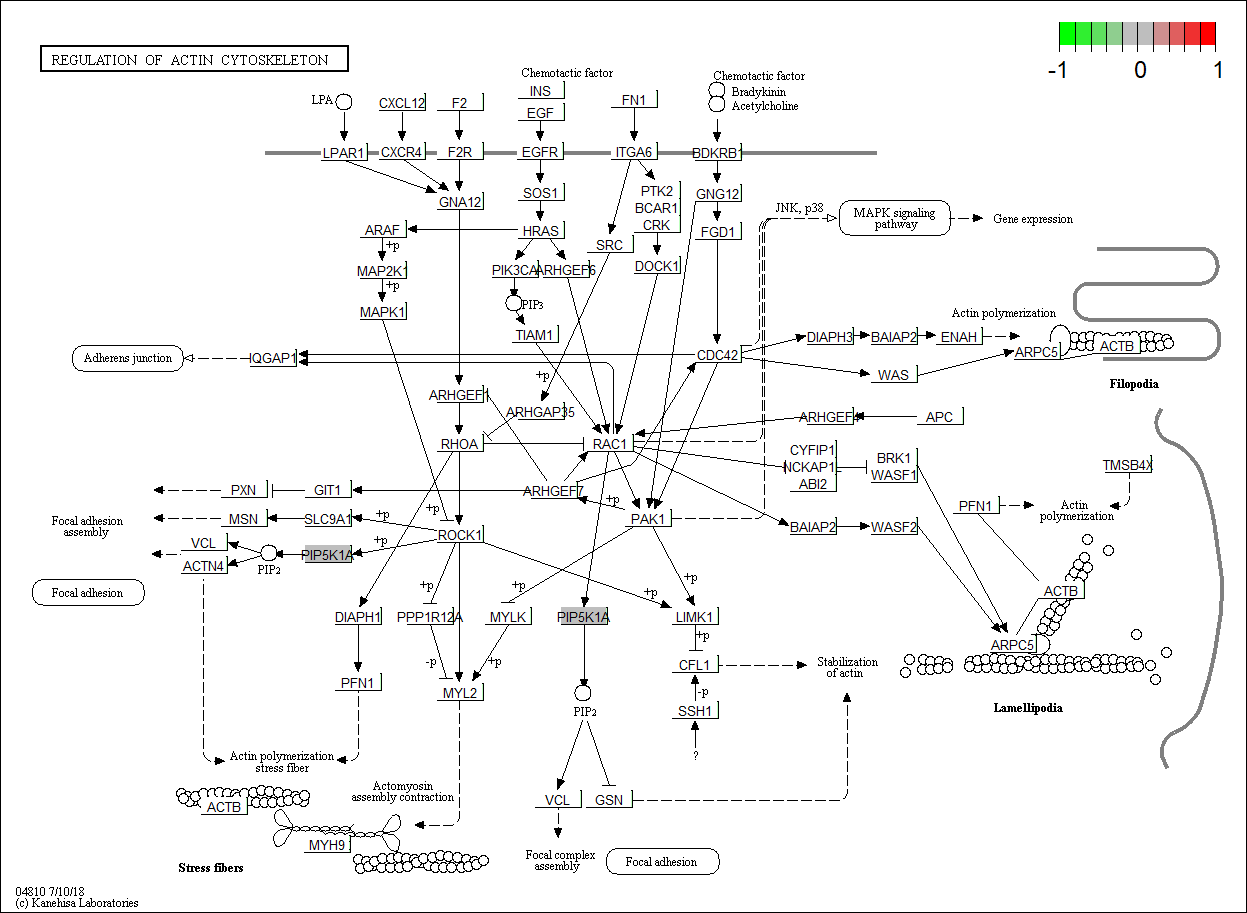 REGULATION OF ACTIN CYTOSKELETON
-1 0 1
Chemotactic factor
Chemotactic factor
LPA
CXCL12
F2
INS
EGF
FN1
Bradykinin
Acetylcholine
LPAR1
CXCR4
F2R
EGFR
ITGA6
BDKRB1
GNA12
SOS1
PTK2
BCAR1
CRK
GNG12
ARAF
HRAS
SRC
FGD1
JNK, p38
MAPK signaling
pathway
Gene expression
+p
MAP2K1
PIK3CA
ARHGEF6
DOCK1
+p
MAPK1
PIP3
TIAM1
Actin polymerization
DIAPH3
BAIAP2
ENAH
ARPC5
ACTB
Adherens junction
IQGAP1
CDC42
WAS
Filopodia
+p
ARHGEF1
ARHGAP35
ARHGEF4
APC
RHOA
RAC1
CYFIP1
NCKAP1
ABI2
BRK1
WASF1
TMSB4X
PXN
GIT1
ARHGEF7
+p
PFN1
Actin
polymerization
Focal adhesion
assembly
MSN
SLC9A1
+p
+p
ROCK1
PAK1
BAIAP2
WASF2
VCL
ACTN4
PIP2
PIP5K1A
+p
Focal adhesion
+p
+p
+p
+p
ACTB
DIAPH1
PPP1R12A
MYLK
PIP5K1A
LIMK1
+p
ARPC5
-p
+p
CFL1
Stabilization
of actin
PFN1
MYL2
-p
PIP2
SSH1
Lamellipodia
?
Actin polymerization
stress fiber
Actomyosin
assembly contraction
ACTB
VCL
GSN
MYH9
Stress fibers
Focal complex
assembly
Focal adhesion
04810 7/10/18
(c) Kanehisa Laboratories